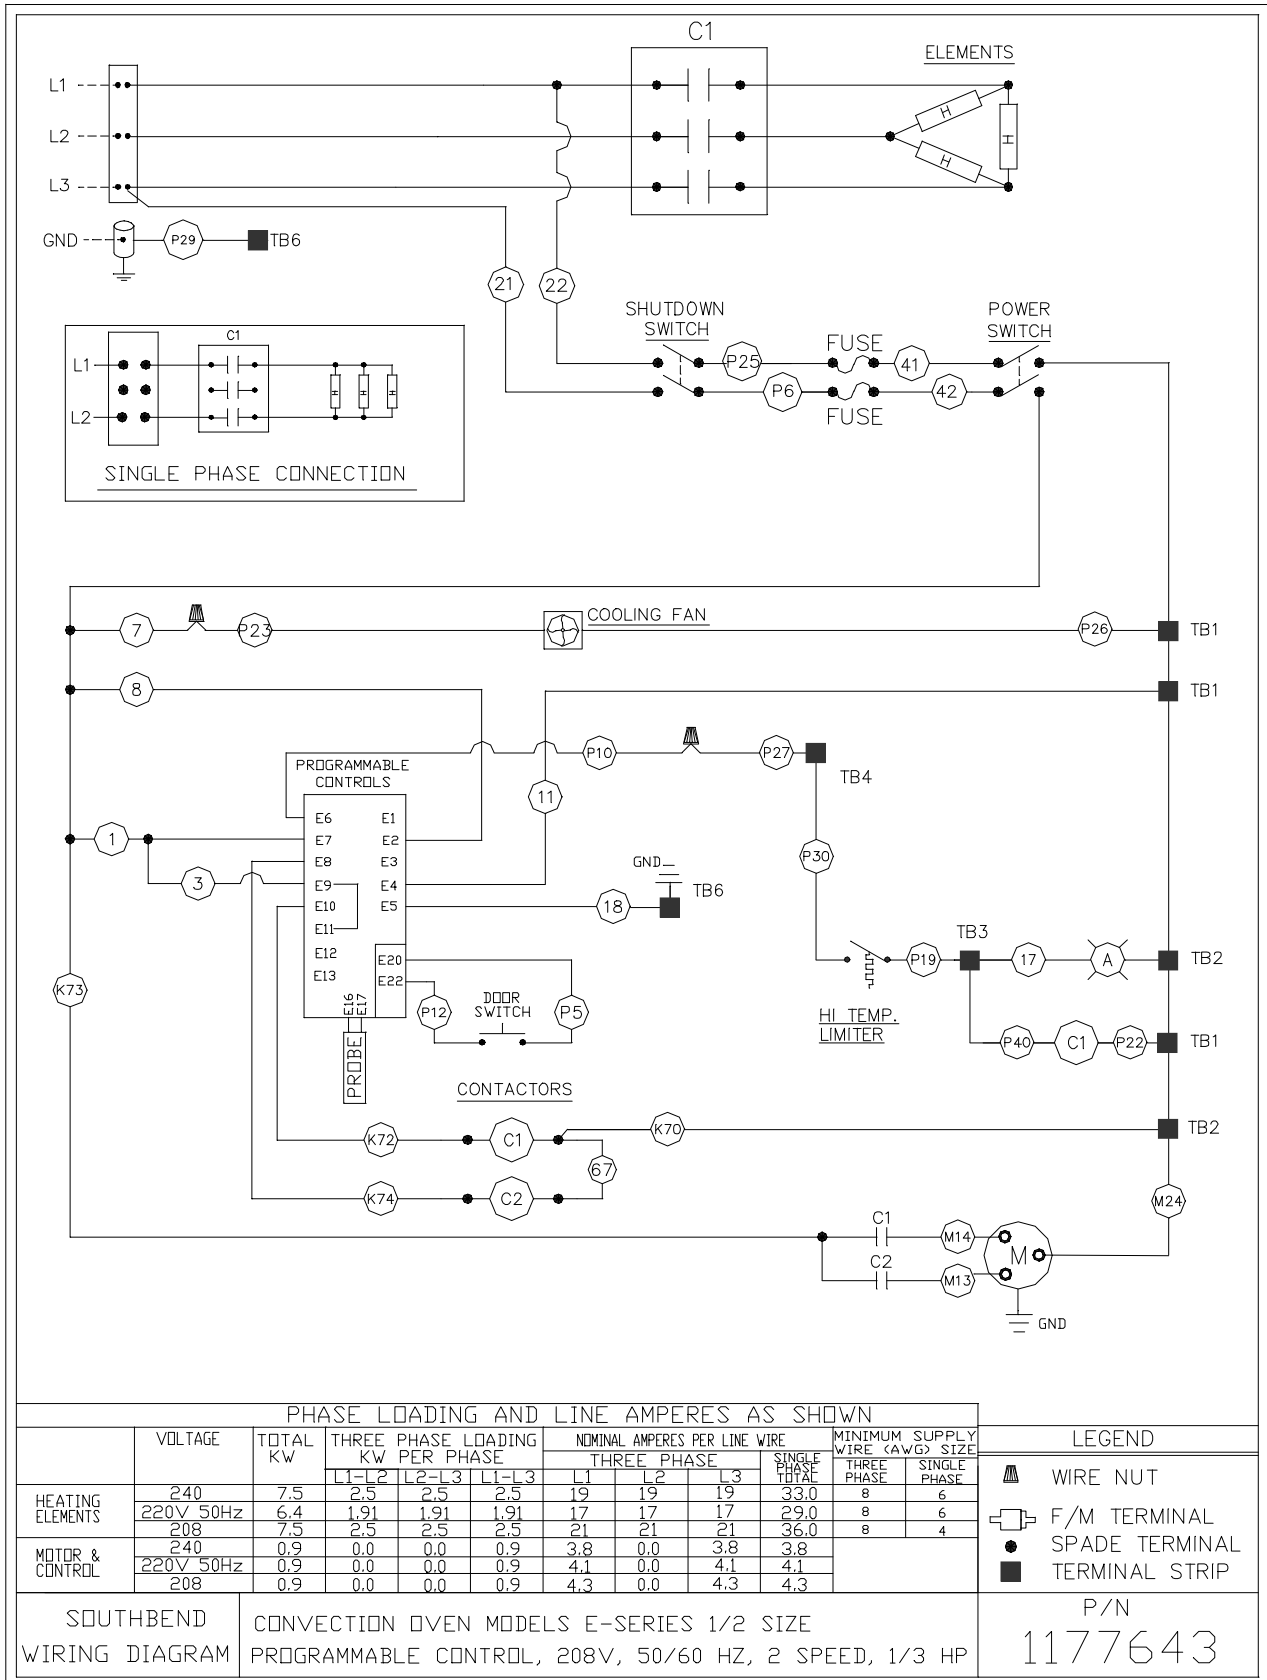 C1
ELEMENTS
L1
H
H
L2
H
L3
GND
P29
TB6
21
22
SHUTDOWN
SWITCH
POWER
SWITCH
FUSE
P25
41
P6
42
FUSE
C1
L1
H
H
H
L2
SINGLE PHASE CONNECTION
7
P23
COOLING FAN
P26
TB1
8
TB1
P10
P27
TB4
PROGRAMMABLE
CONTROLS
11
E6
E1
1
E7
E2
E8
E3
P30
3
E9
E4
GND
TB6
E10
E5
18
E11
E12
E20
E13
E22
TB3
P19
17
A
TB2
K73
E16
E17
P12
DOOR
SWITCH
P5
HI TEMP.
LIMITER
P40
C1
P22
TB1
PROBE
CONTACTORS
K72
C1
K70
TB2
67
K74
C2
M24
C1
M14
M
C2
M13
GND
PHASE LOADING AND LINE AMPERES AS SHOWN
VOLTAGE
TOTAL
KW
THREE PHASE LOADING
KW PER PHASE
NOMINAL AMPERES PER LINE WIRE
MINIMUM SUPPLY
WIRE (AWG) SIZE
THREE PHASE
SINGLE
PHASE
TOTAL
THREE
PHASE
SINGLE
PHASE
L1-L2 L2-L3 L1-L3 L1 L2 L3
HEATING
ELEMENTS
240 7.5 2.5 2.5 2.5 19 19 19 33.0 8 6
220V 50Hz 6.4 1.91 1.91 1.91 17 17 17 29.0 8 6
208 7.5 2.5 2.5 2.5 21 21 21 36.0 8 4
MOTOR &
CONTROL
240 0.9 0.0 0.0 0.9 3.8 0.0 3.8 3.8
220V 50Hz 0.9 0.0 0.0 0.9 4.1 0.0 4.1 4.1
208 0.9 0.0 0.0 0.9 4.3 0.0 4.3 4.3
LEGEND
WIRE NUT
F/M TERMINAL
SPADE TERMINAL
TERMINAL STRIP
SOUTHBEND
WIRING DIAGRAM
CONVECTION OVEN MODELS E-SERIES 1/2 SIZE
PROGRAMMABLE CONTROL, 208V, 50/60 HZ, 2 SPEED, 1/3 HP
P/N
1177643